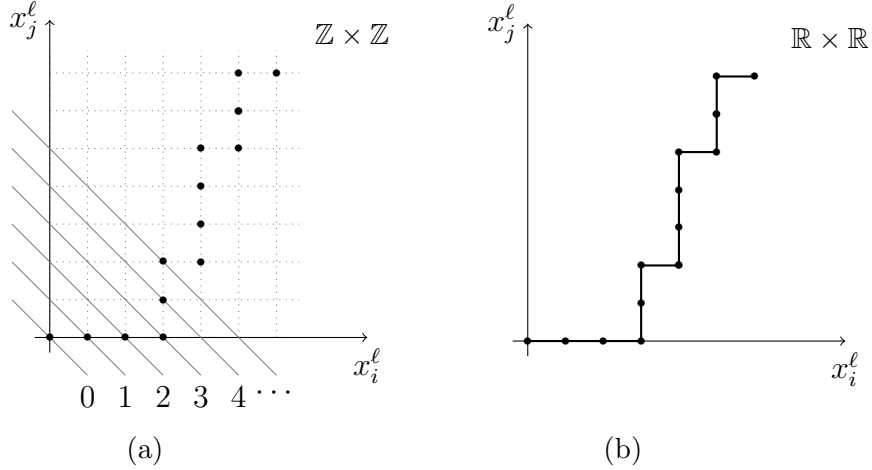 x_j^ℓ
ℤ × ℤ
x_i^ℓ
0 1 2 3 4 ⋯
(a)
x_j^ℓ
ℝ × ℝ
x_i^ℓ
(b)